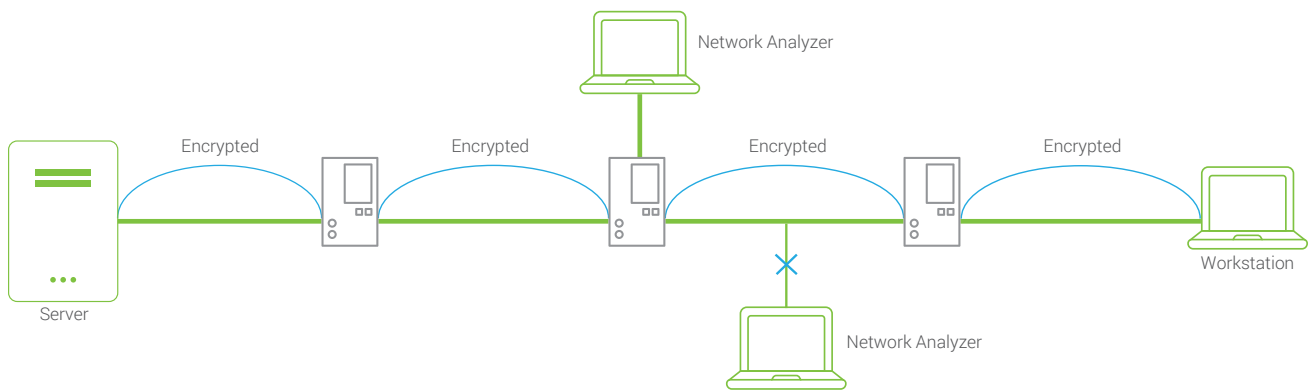 Network Analyzer
Encrypted
Encrypted
Encrypted
Encrypted
Workstation
Server
Network Analyzer